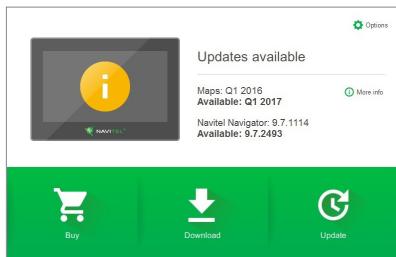 Options
Updates available
Maps: Q1 2016
Available: Q1 2017
More info
Navitel Navigator: 9.7.1114
Available: 9.7.2493
NAVITEL
Buy
Download
Update